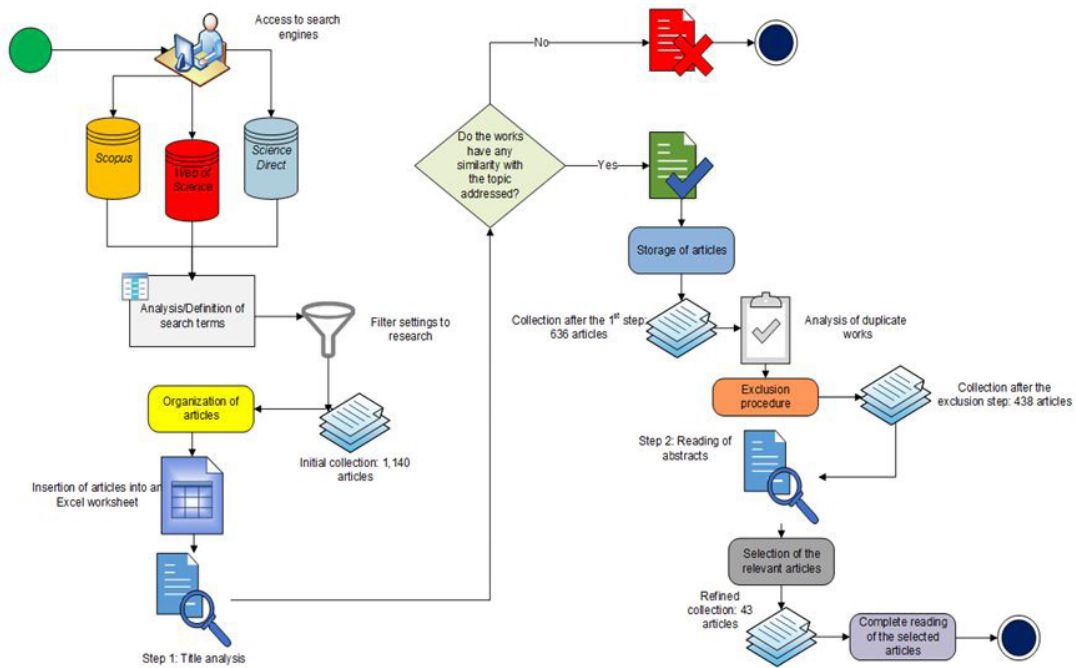 Access to search
engines
Scopus
Web of
Science
Science
Direct
Analysis/Definition of
search terms
Filter settings to
research
Initial collection: 1,140
articles
Organization of
articles
Insertion of articles into an
Excel worksheet
Step 1: Title analysis
Do the works
have any
similarity with
the topic
addressed?
No
Yes
Storage of articles
Collection after the 1st step:
636 articles
Analysis of duplicate
works
Exclusion
procedure
Collection after the
exclusion step: 438 articles
Step 2: Reading of
abstracts
Selection of the
relevant articles
Refined
collection: 43
articles
Complete reading
of the selected
articles